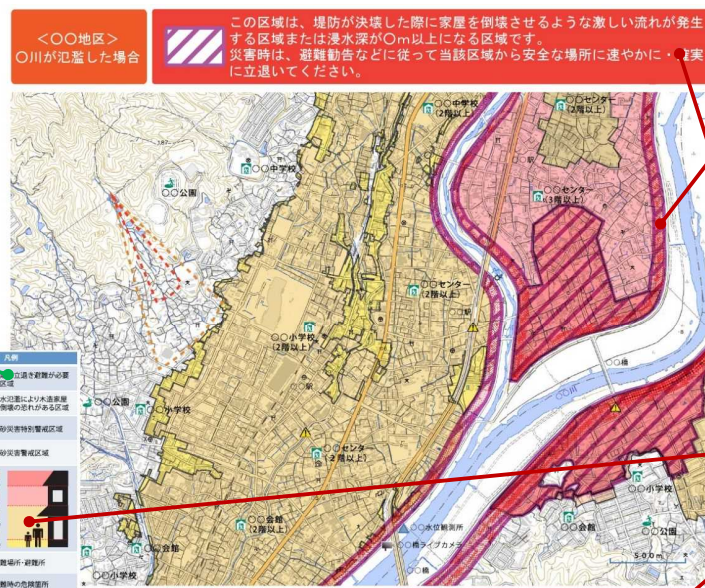 <〇〇地区>
〇川が氾濫した場合
この区域は、堤防が決壊した際に家屋を倒壊させるような激しい流れが発生
する区域または浸水深が〇m以上になる区域です。
災害時は、避難勧告などに従って当該区域から安全な場所に速やかに・確実
に立退いてください。
〇〇中学校
(2階以上)
〇〇センター
(2階以上)
〇〇中学校
〇〇公園
〇〇センター
(3階以上)
〇〇センター
(2階以上)
〇〇小学校
(2階以上)
凡例
立退き避難が必要
区域
水氾濫により木造家屋
倒壊の恐れがある区域
砂災害特別警戒区域
砂災害警戒区域
〇〇公園
〇〇小学校
〇〇センター
(2階以上)
〇〇会館
(2階以上)
〇〇会館
〇〇小学校
〇〇橋
〇〇川
〇〇水位観測所
〇〇橋ライブカメラ
〇〇橋
〇〇小学校
〇〇会館
〇〇公園
500m
難場所・避難所
難時の危険箇所